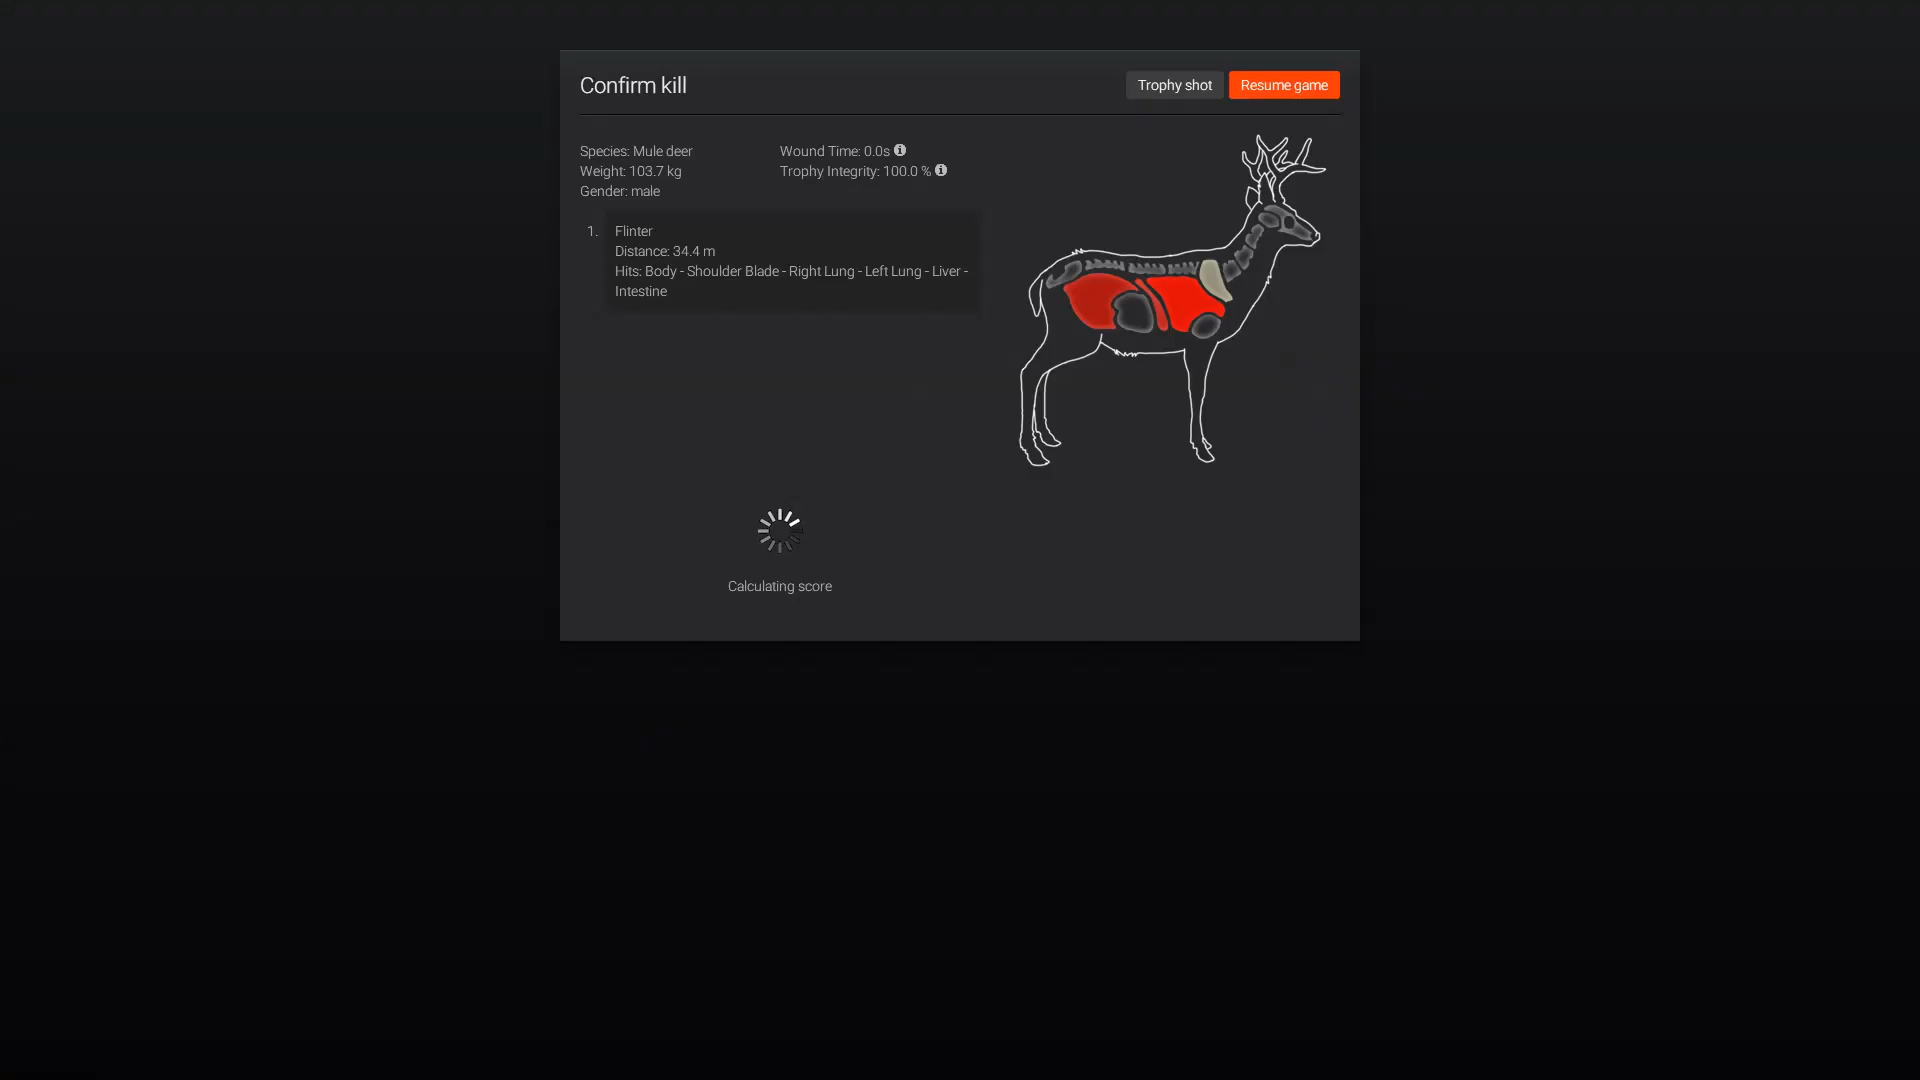 Confirm kill
Trophy shot
Resume game
Species: Mule deer
Weight: 103.7 kg
Gender: male
Wound Time: 0.0s
Trophy Integrity: 100.0 %
1.
Flinter
Distance: 34.4 m
Hits: Body - Shoulder Blade - Right Lung - Left Lung - Liver -
Intestine
Calculating score